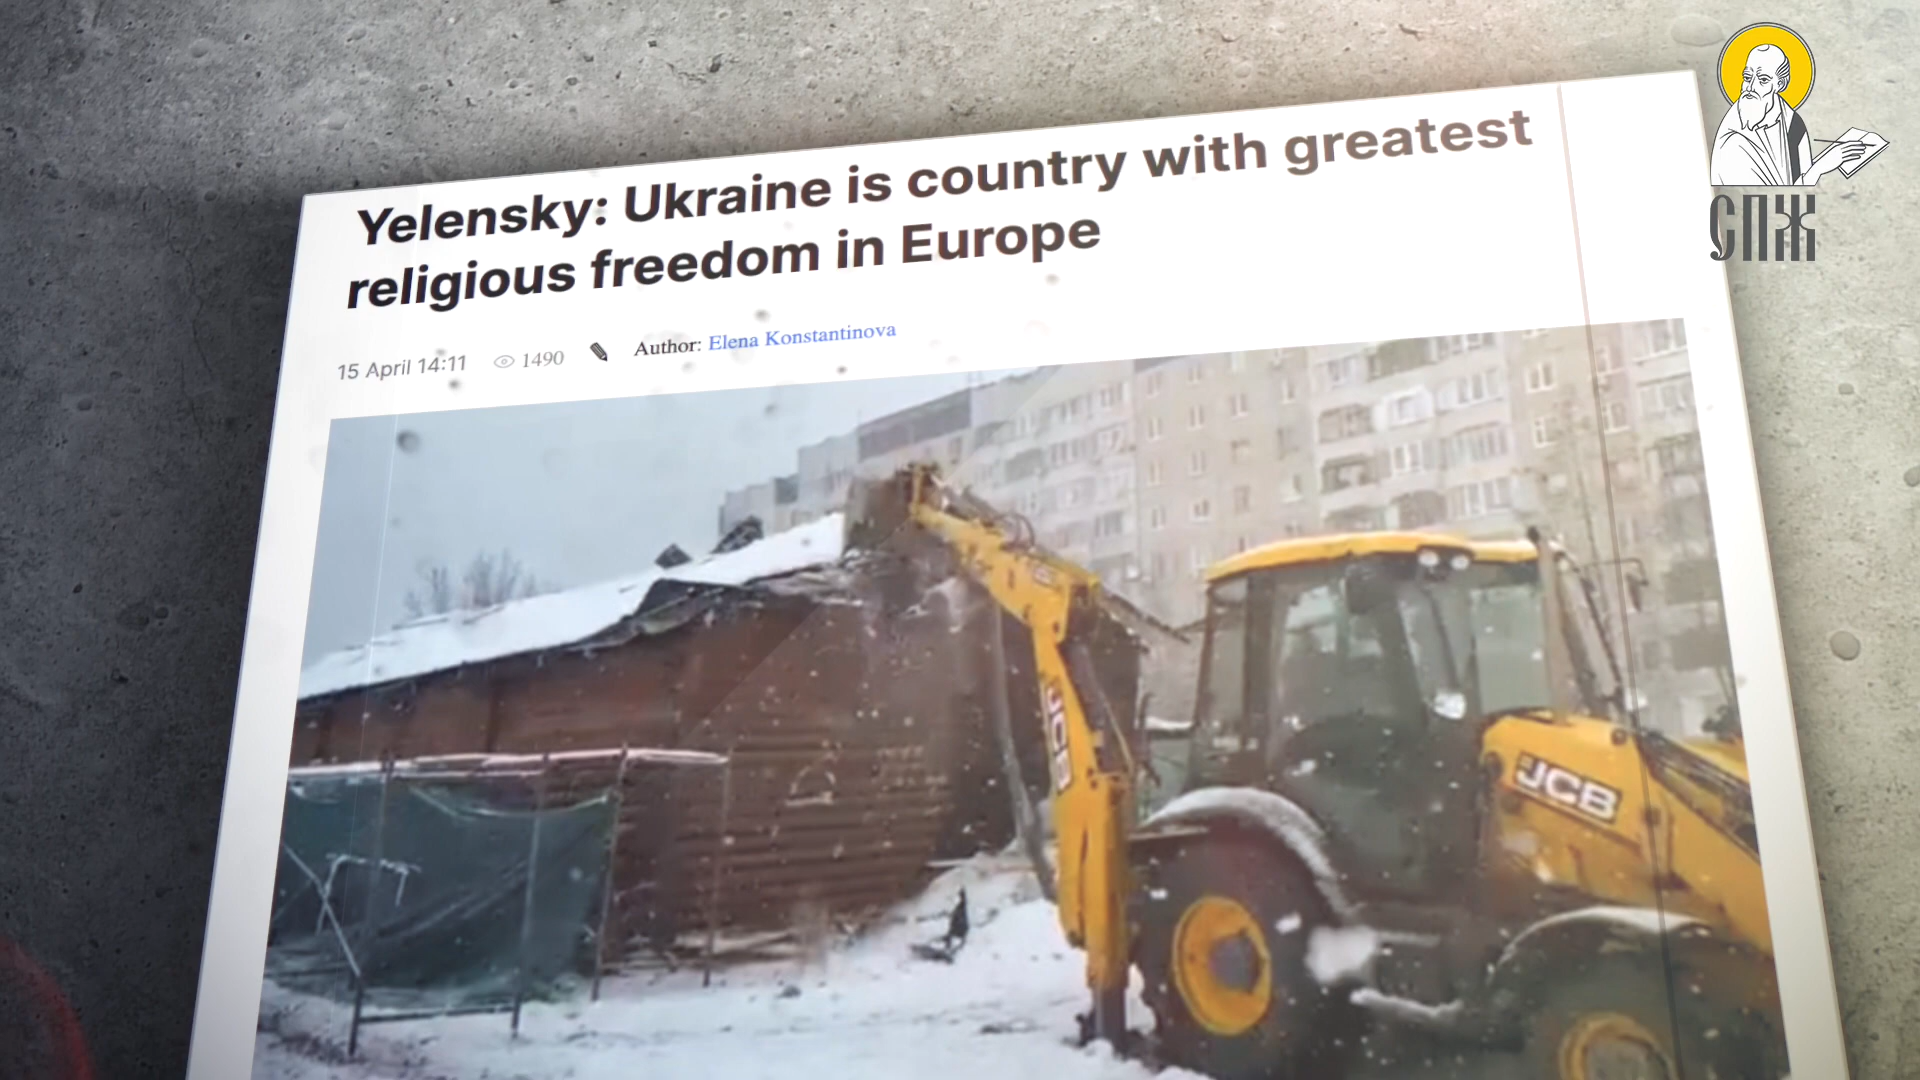 Yelensky: Ukraine is country with greatest
religious freedom in Europe
15 April 14:11 1490 Author: Elena Konstantinova
СПЖ
JCB
JCB